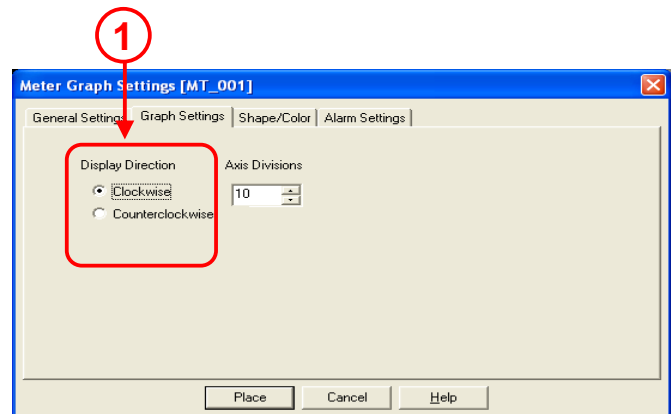 1
Meter Graph Settings [MT_001]
General Settings Graph Settings Shape/Color Alarm Settings
Display Direction Axis Divisions
Clockwise 10
Counterclockwise
Place Cancel Help